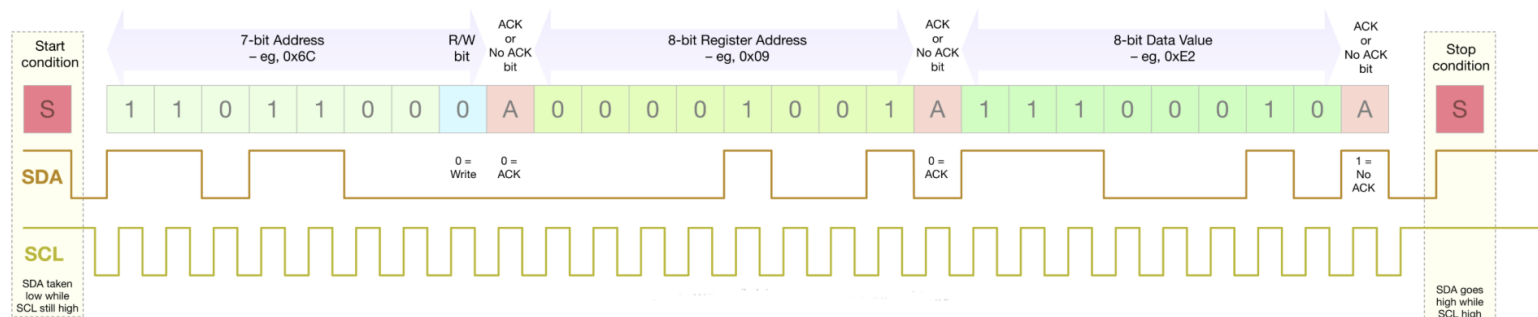 Start
condition
7-bit Address
– eg, 0x6C
R/W
bit
ACK
or
No ACK
bit
8-bit Register Address
– eg, 0x09
ACK
or
No ACK
bit
8-bit Data Value
– eg, 0xE2
ACK
or
No ACK
bit
Stop
condition
S 1 1 0 1 1 0 0 0 A 0 0 0 0 1 0 0 1 A 1 1 1 0 0 0 1 0 A S
SDA
0 =
Write
0 =
ACK
0 =
ACK
1 =
No
ACK
SCL
SDA taken
low while
SCL still high
SDA goes
high while
SCL high